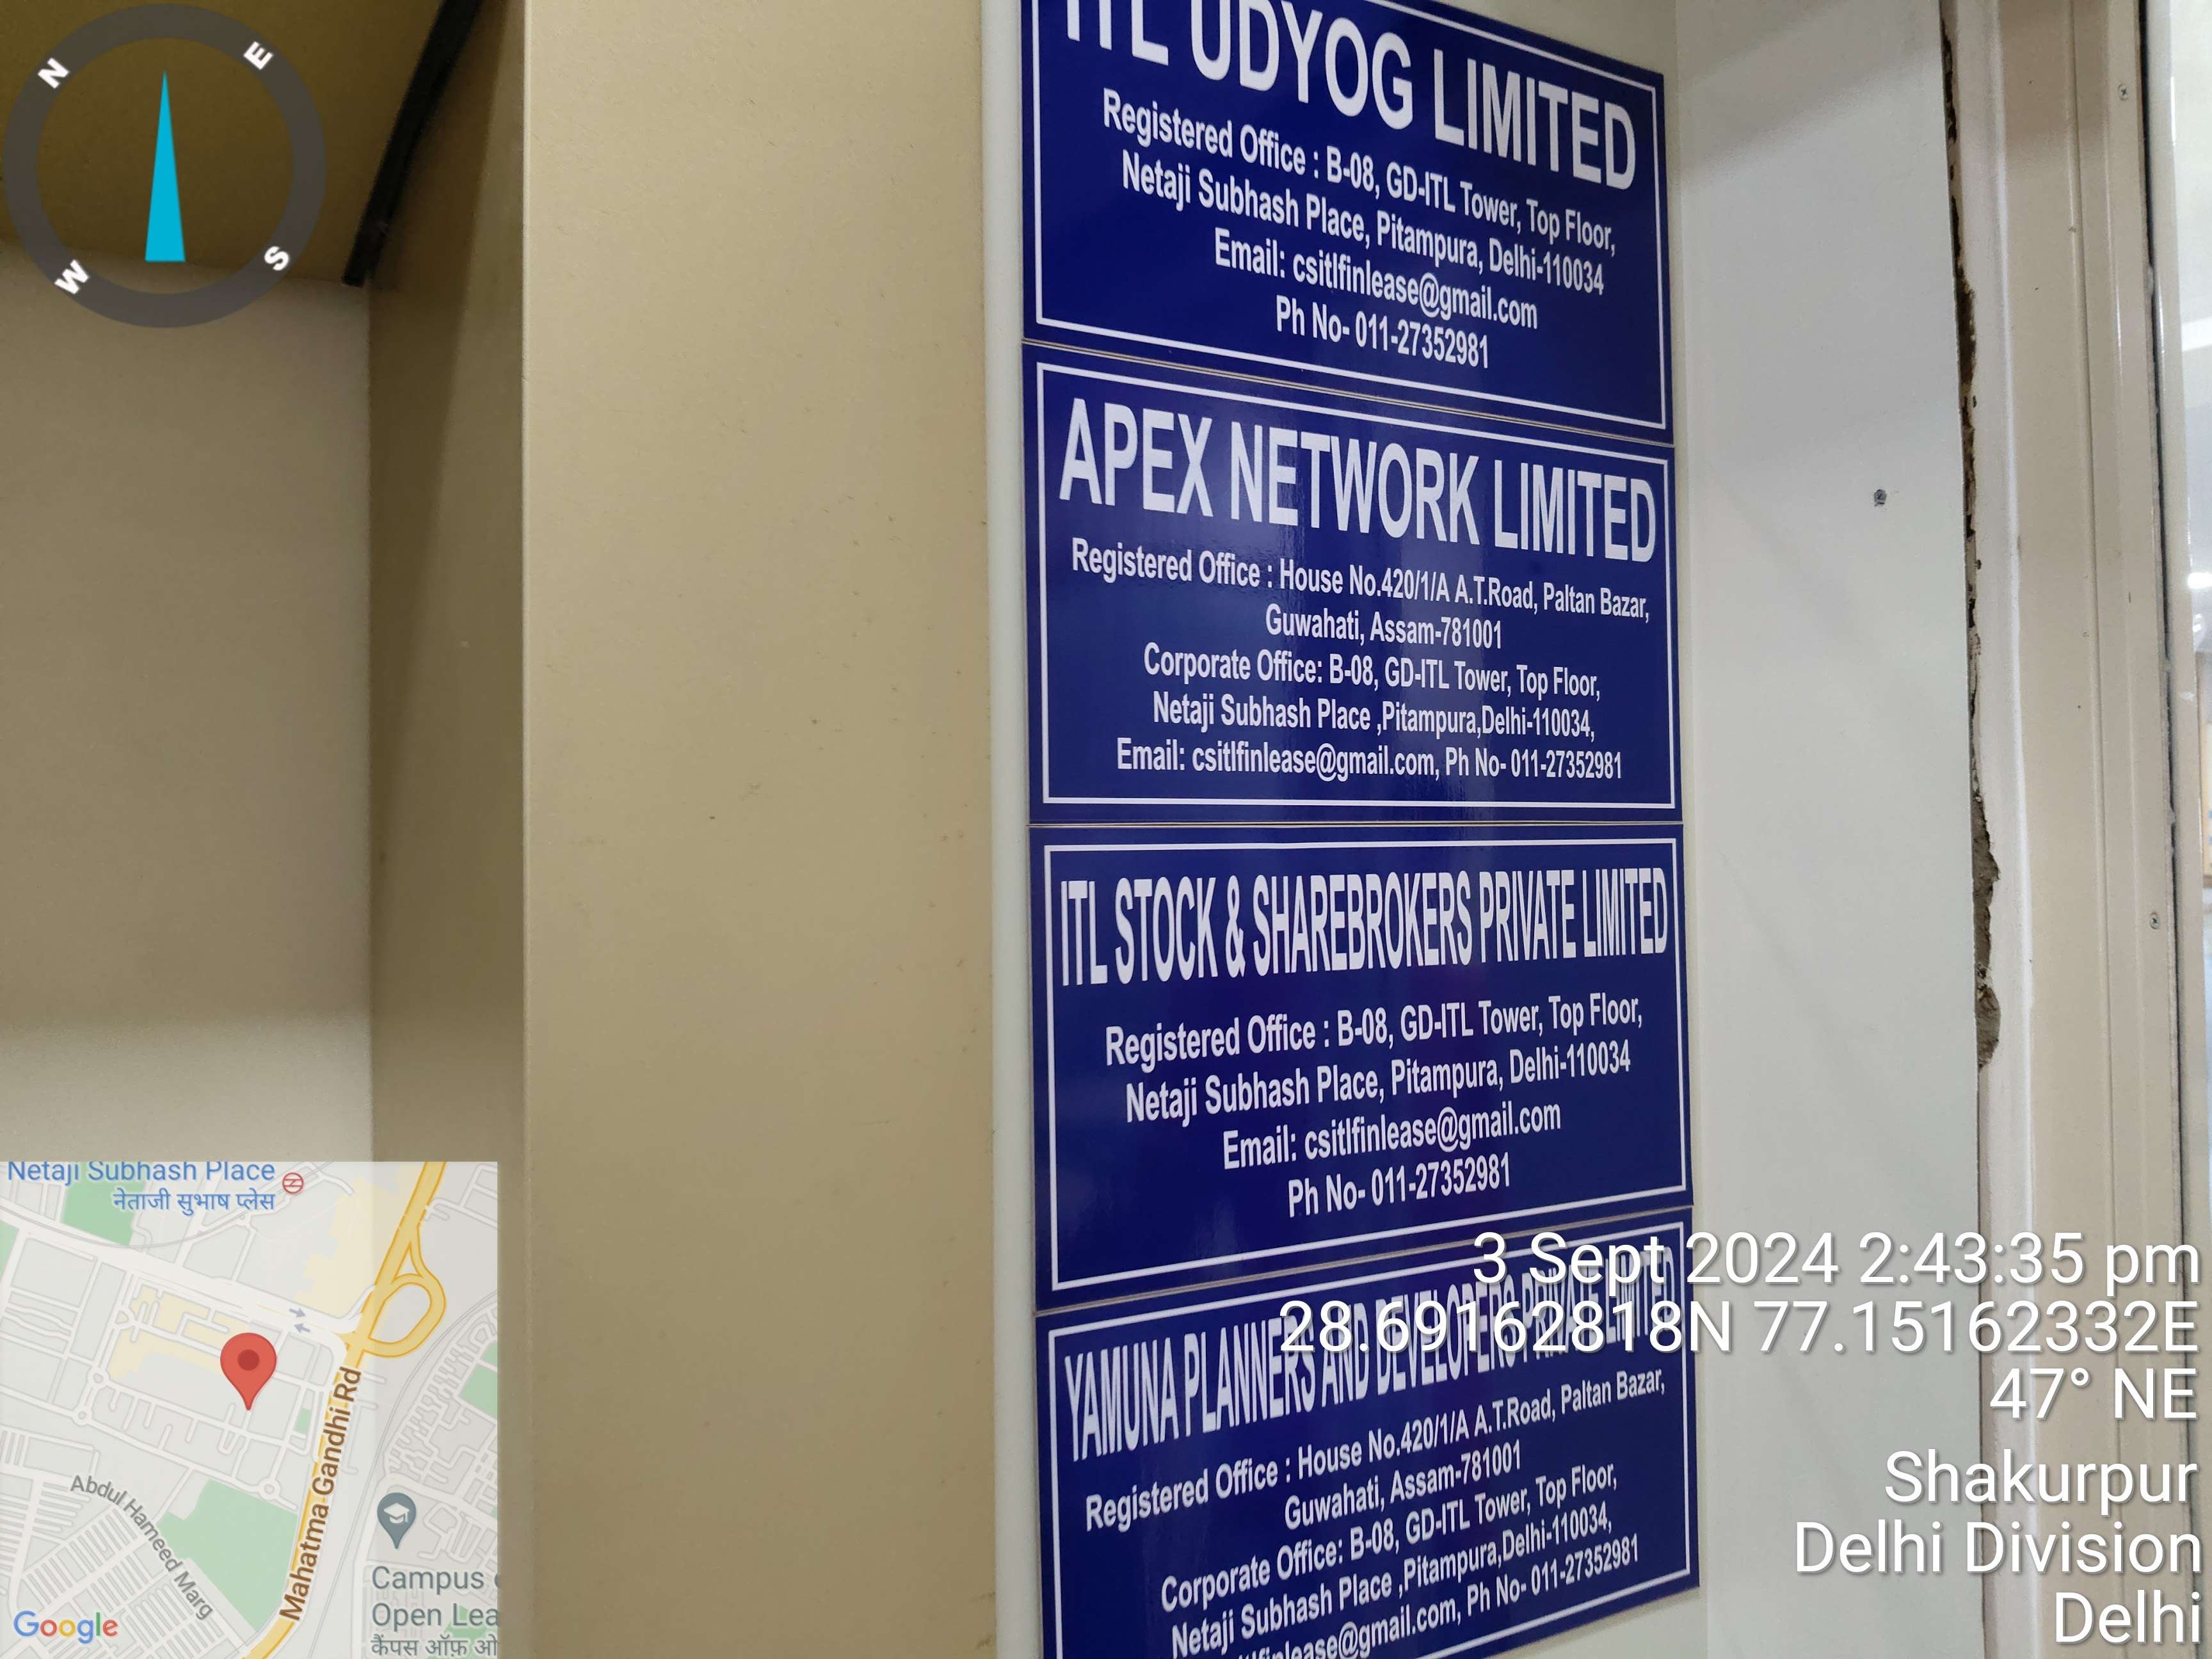 N
E
W
S
ITL UDYOG LIMITED
Registered Office : B-08, GD-ITL Tower, Top Floor,
Netaji Subhash Place, Pitampura, Delhi-110034
Email: csitlfinlease@gmail.com
Ph No- 011-27352981
APEX NETWORK LIMITED
Registered Office : House No.420/1/A A.T.Road, Paltan Bazar,
Guwahati, Assam-781001
Corporate Office: B-08, GD-ITL Tower, Top Floor,
Netaji Subhash Place ,Pitampura,Delhi-110034,
Email: csitlfinlease@gmail.com, Ph No- 011-27352981
ITL STOCK & SHAREBROKERS PRIVATE LIMITED
Registered Office : B-08, GD-ITL Tower, Top Floor,
Netaji Subhash Place, Pitampura, Delhi-110034
Email: csitlfinlease@gmail.com
Ph No- 011-27352981
YAMUNA PLANNERS AND DEVELOPERS PRIVATE LIMITED
Registered Office : House No.420/1/A A.T.Road, Paltan Bazar,
Guwahati, Assam-781001
Corporate Office: B-08, GD-ITL Tower, Top Floor,
Netaji Subhash Place ,Pitampura,Delhi-110034,
tlfinlease@gmail.com, Ph No- 011-27352981
3 Sept 2024 2:43:35 pm
28.69162818N 77.15162332E
47° NE
Shakurpur
Delhi Division
Delhi
Netaji Subhash Place
नेताजी सुभाष प्लेस
Mahatma Gandhi Rd
Abdul Hameed Marg
Campus
Open Lea
कैंपस ऑफ़ ओ
Google